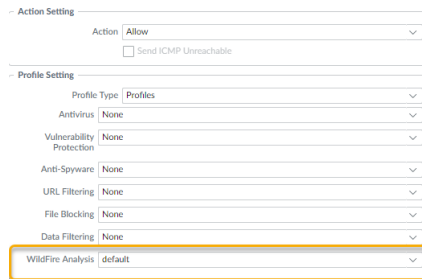 Action Setting
Action Allow
Send ICMP Unreachable
Profile Setting
Profile Type Profiles
Antivirus None
Vulnerability Protection None
Anti-Spyware None
URL Filtering None
File Blocking None
Data Filtering None
WildFire Analysis default